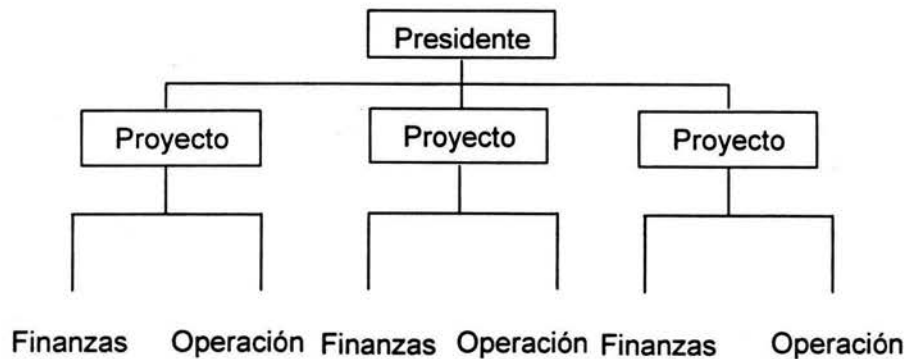 Presidente
Proyecto Proyecto Proyecto
Finanzas Operación Finanzas Operación Finanzas Operación